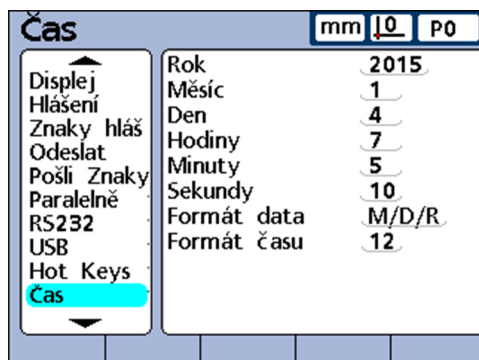 Čas
mm 0 P0
Displej
Hlášení
Znaky hláš
Odeslat
Pošli Znaky
Paralelně
RS232
USB
Hot Keys
Čas
Rok 2015
Měsíc 1
Den 4
Hodiny 7
Minuty 5
Sekundy 10
Formát data M/D/R
Formát času 12